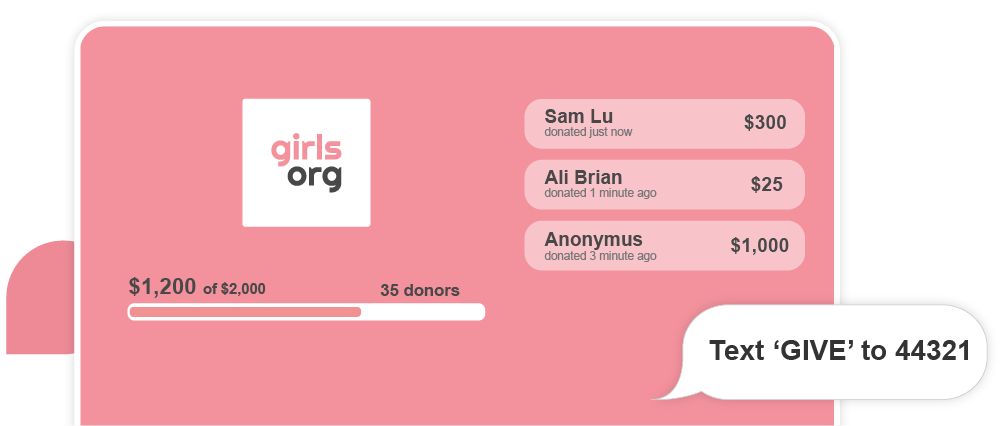 girls
org
$1,200 of $2,000
35 donors
Sam Lu
donated just now
$300
Ali Brian
donated 1 minute ago
$25
Anonymus
donated 3 minute ago
$1,000
Text ‘GIVE’ to 44321